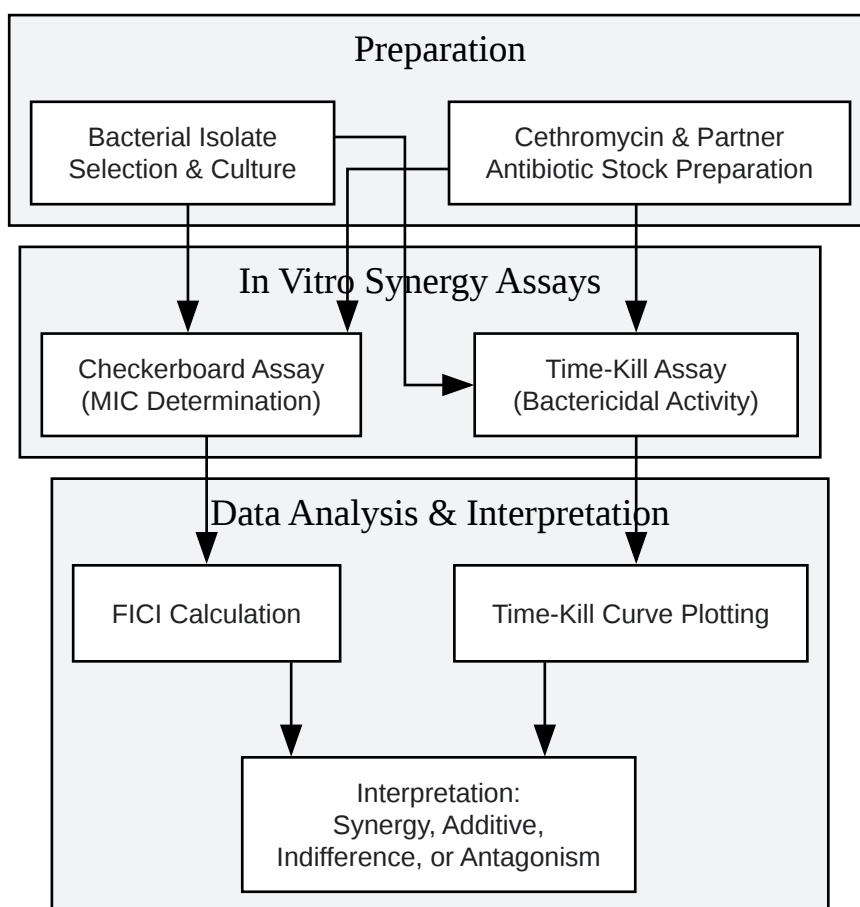 Preparation
Bacterial Isolate
Selection & Culture
Cethromycin & Partner
Antibiotic Stock Preparation
In Vitro Synergy Assays
Checkerboard Assay
(MIC Determination)
Time-Kill Assay
(Bactericidal Activity)
Data Analysis & Interpretation
FICI Calculation
Time-Kill Curve Plotting
Interpretation:
Synergy, Additive,
Indifference, or Antagonism